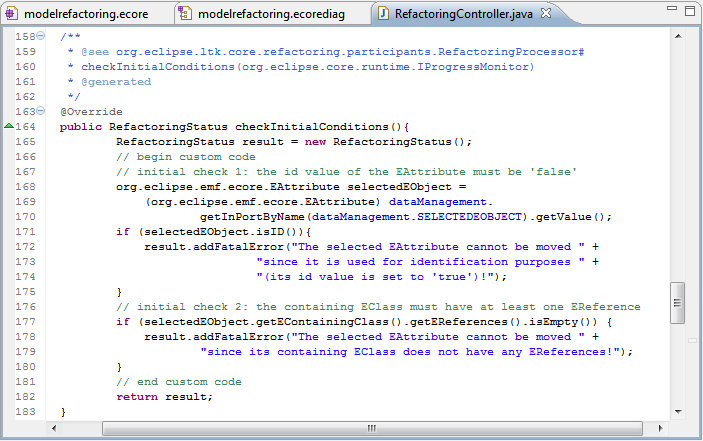 modelrefactoring.ecore modelrefactoring.ecorediag RefactoringController.java
158 /**
159 * @see org.eclipse.ltk.core.refactoring.participants.RefactoringProcessor#
160 * checkInitialConditions(org.eclipse.core.runtime.IProgressMonitor)
161 * @generated
162 */
163 @Override
164 public RefactoringStatus checkInitialConditions(){
165 RefactoringStatus result = new RefactoringStatus();
166 // begin custom code
167 // initial check 1: the id value of the EAttribute must be 'false'
168 org.eclipse.emf.ecore.EAttribute selectedEObject =
169 (org.eclipse.emf.ecore.EAttribute) dataManagement.
170 getInPortByName(dataManagement.SELECTEDEOBJECT).getValue();
171 if (selectedEObject.isID()){
172 result.addFatalError("The selected EAttribute cannot be moved " +
173 "since it is used for identification purposes " +
174 "(its id value is set to 'true')!");
175 }
176 // initial check 2: the containing EClass must have at least one EReference
177 if (selectedEObject.getEContainingClass().getEReferences().isEmpty()) {
178 result.addFatalError("The selected EAttribute cannot be moved " +
179 "since its containing EClass does not have any EReferences!");
180 }
181 // end custom code
182 return result;
183 }